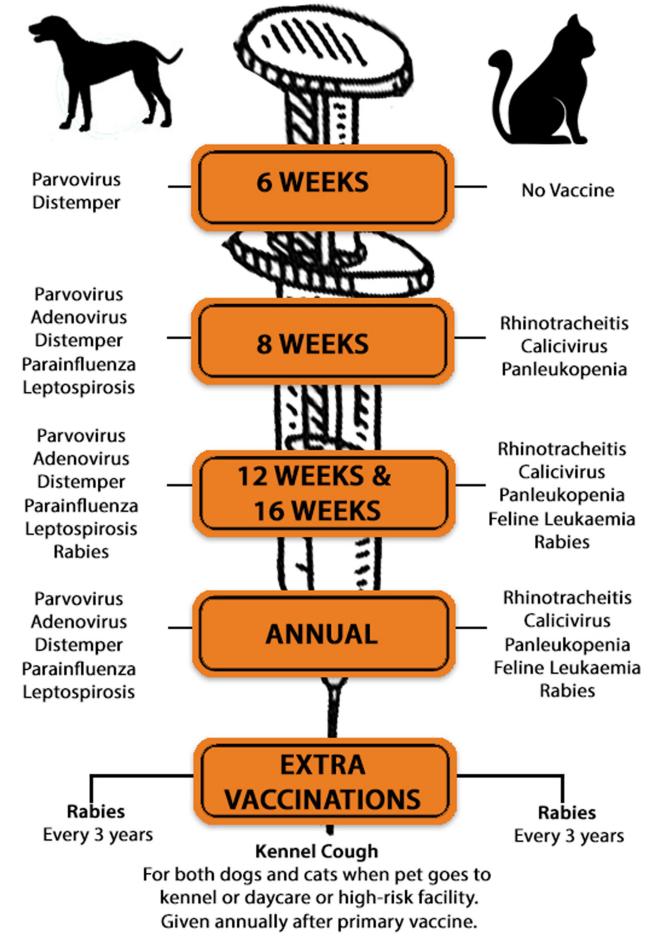 6 WEEKS
Parvovirus
Distemper
No Vaccine
8 WEEKS
Parvovirus
Adenovirus
Distemper
Parainfluenza
Leptospirosis
Rhinotracheitis
Calicivirus
Panleukopenia
12 WEEKS &
16 WEEKS
Parvovirus
Adenovirus
Distemper
Parainfluenza
Leptospirosis
Rabies
Rhinotracheitis
Calicivirus
Panleukopenia
Feline Leukaemia
Rabies
ANNUAL
Parvovirus
Adenovirus
Distemper
Parainfluenza
Leptospirosis
Rhinotracheitis
Calicivirus
Panleukopenia
Feline Leukaemia
Rabies
EXTRA
VACCINATIONS
Rabies
Every 3 years
Rabies
Every 3 years
Kennel Cough
For both dogs and cats when pet goes to
kennel or daycare or high-risk facility.
Given annually after primary vaccine.